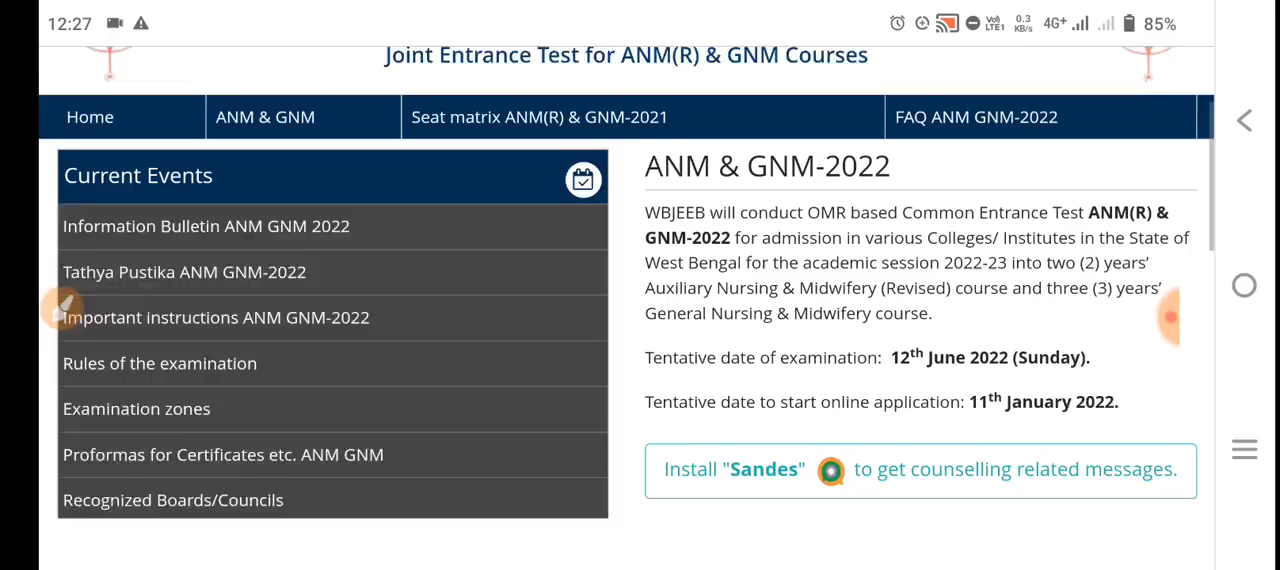 12:27
Vo) LTE1 0.3 KB/s 4G+ 85%
Joint Entrance Test for ANM(R) & GNM Courses
Home ANM & GNM Seat matrix ANM(R) & GNM-2021 FAQ ANM GNM-2022
Current Events
Information Bulletin ANM GNM 2022
Tathya Pustika ANM GNM-2022
Important instructions ANM GNM-2022
Rules of the examination
Examination zones
Proformas for Certificates etc. ANM GNM
Recognized Boards/Councils
ANM & GNM-2022
WBJEEB will conduct OMR based Common Entrance Test ANM(R) &
GNM-2022 for admission in various Colleges/ Institutes in the State of
West Bengal for the academic session 2022-23 into two (2) years’
Auxiliary Nursing & Midwifery (Revised) course and three (3) years’
General Nursing & Midwifery course.
Tentative date of examination: 12th June 2022 (Sunday).
Tentative date to start online application: 11th January 2022.
Install "Sandes" to get counselling related messages.